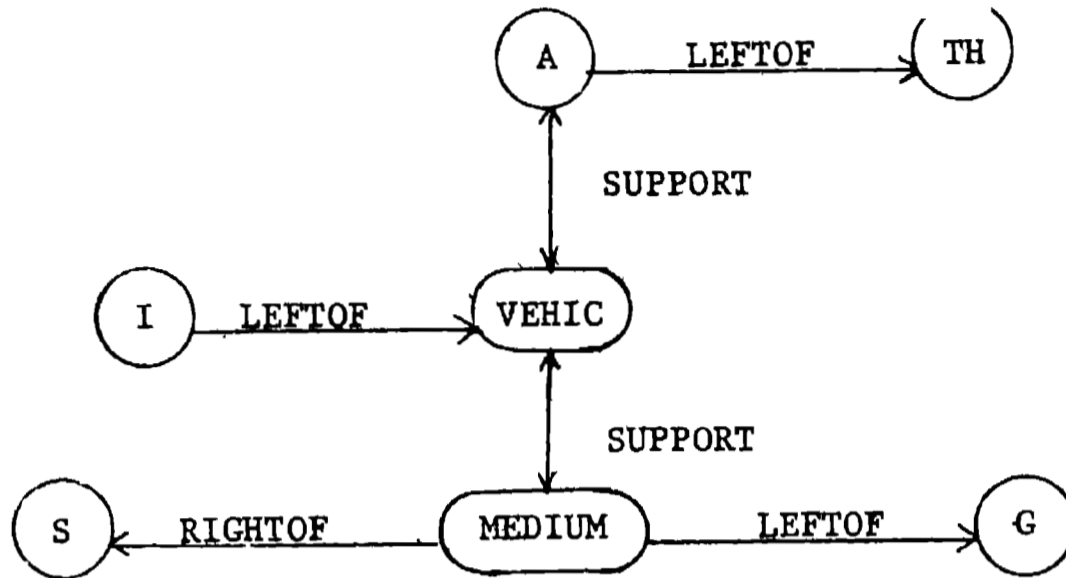 A LEFTOF TH
SUPPORT
I LEFTOF VEHIC
SUPPORT
S RIGHTOF MEDIUM LEFTOF G